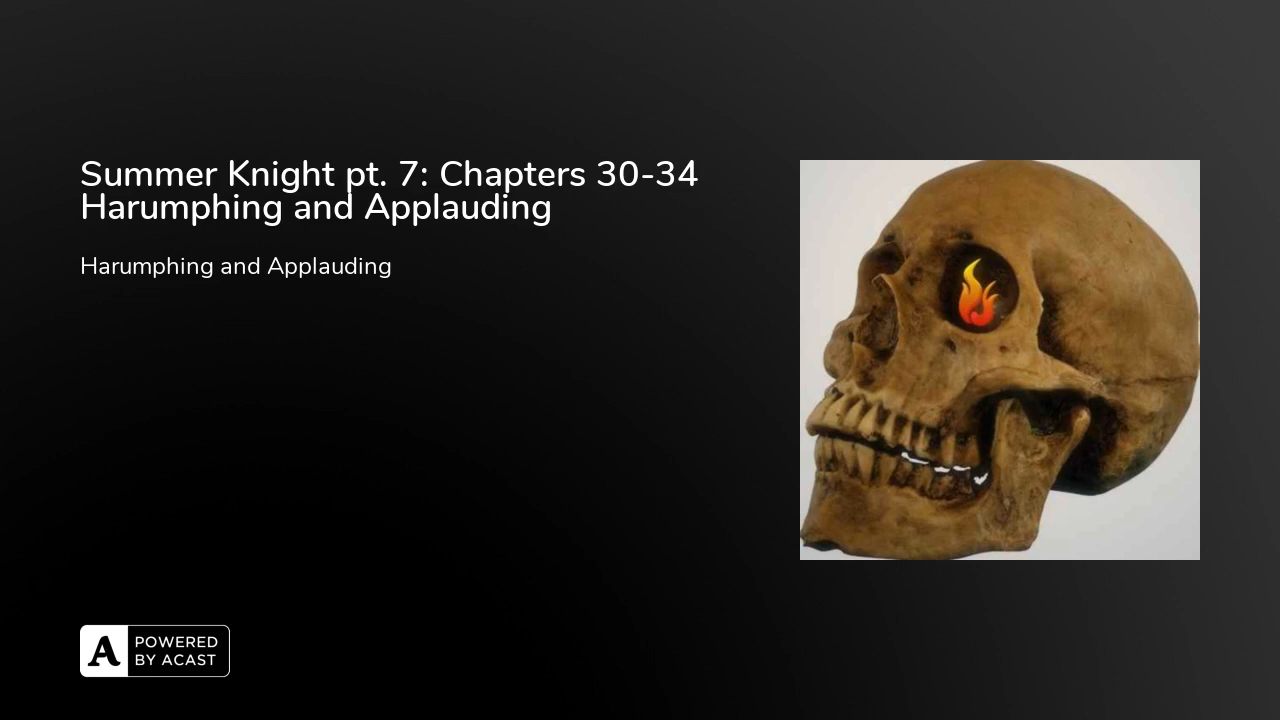 Summer Knight pt. 7: Chapters 30-34
Harumphing and Applauding
Harumphing and Applauding
A POWERED
BY ACAST